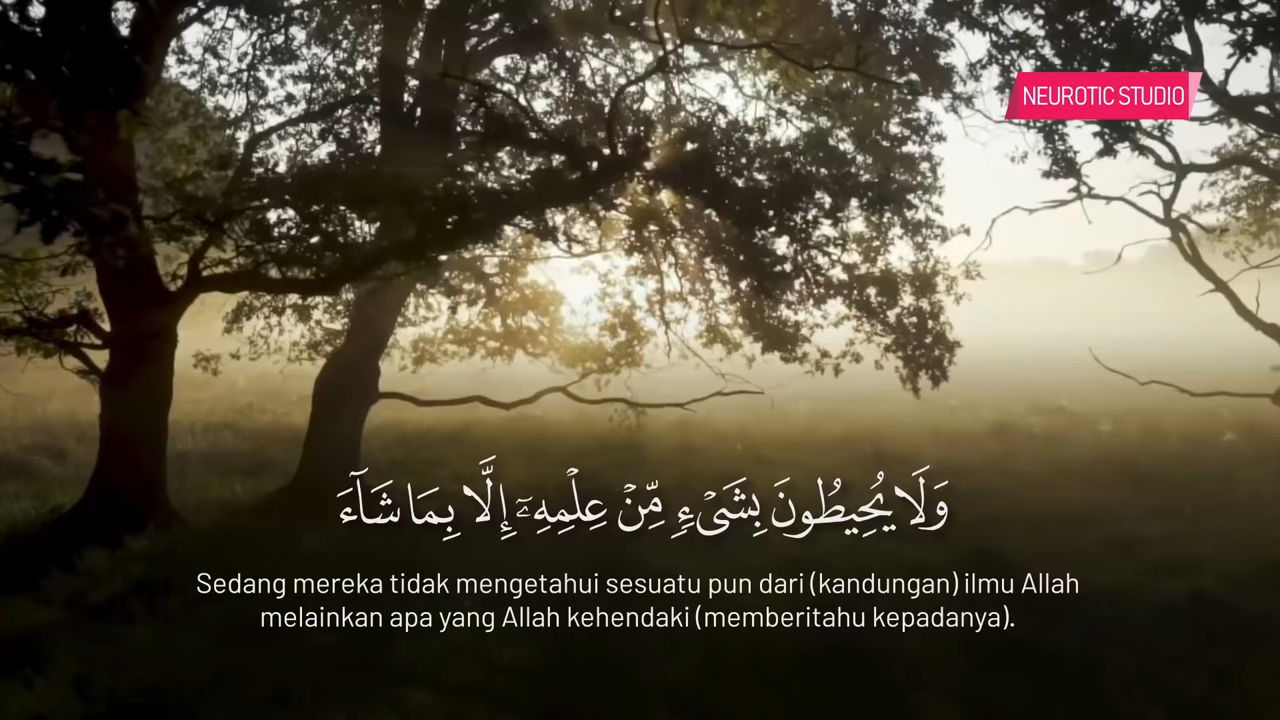 NEUROTIC STUDIO
وَلَا يُحِيطُونَ بِشَىْءٍ مِّنْ عِلْمِهِۦٓ إِلَّا بِمَا شَآءَ
Sedang mereka tidak mengetahui sesuatu pun dari (kandungan) ilmu Allah
melainkan apa yang Allah kehendaki (memberitahu kepadanya).